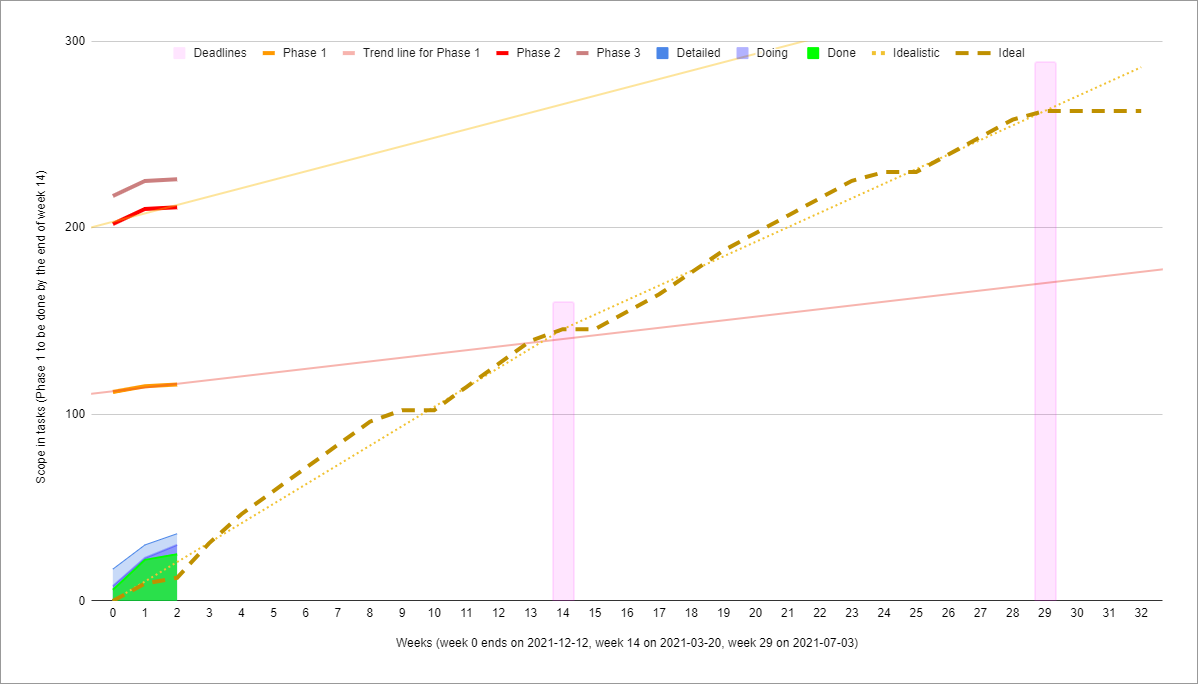 300
Deadlines Phase 1 Trend line for Phase 1 Phase 2 Phase 3 Detailed Doing Done Idealistic Ideal
200
100
0
Scope in tasks (Phase 1 to be done by the end of week 14)
0 1 2 3 4 5 6 7 8 9 10 11 12 13 14 15 16 17 18 19 20 21 22 23 24 25 26 27 28 29 30 31 32
Weeks (week 0 ends on 2021-12-12, week 14 on 2021-03-20, week 29 on 2021-07-03)